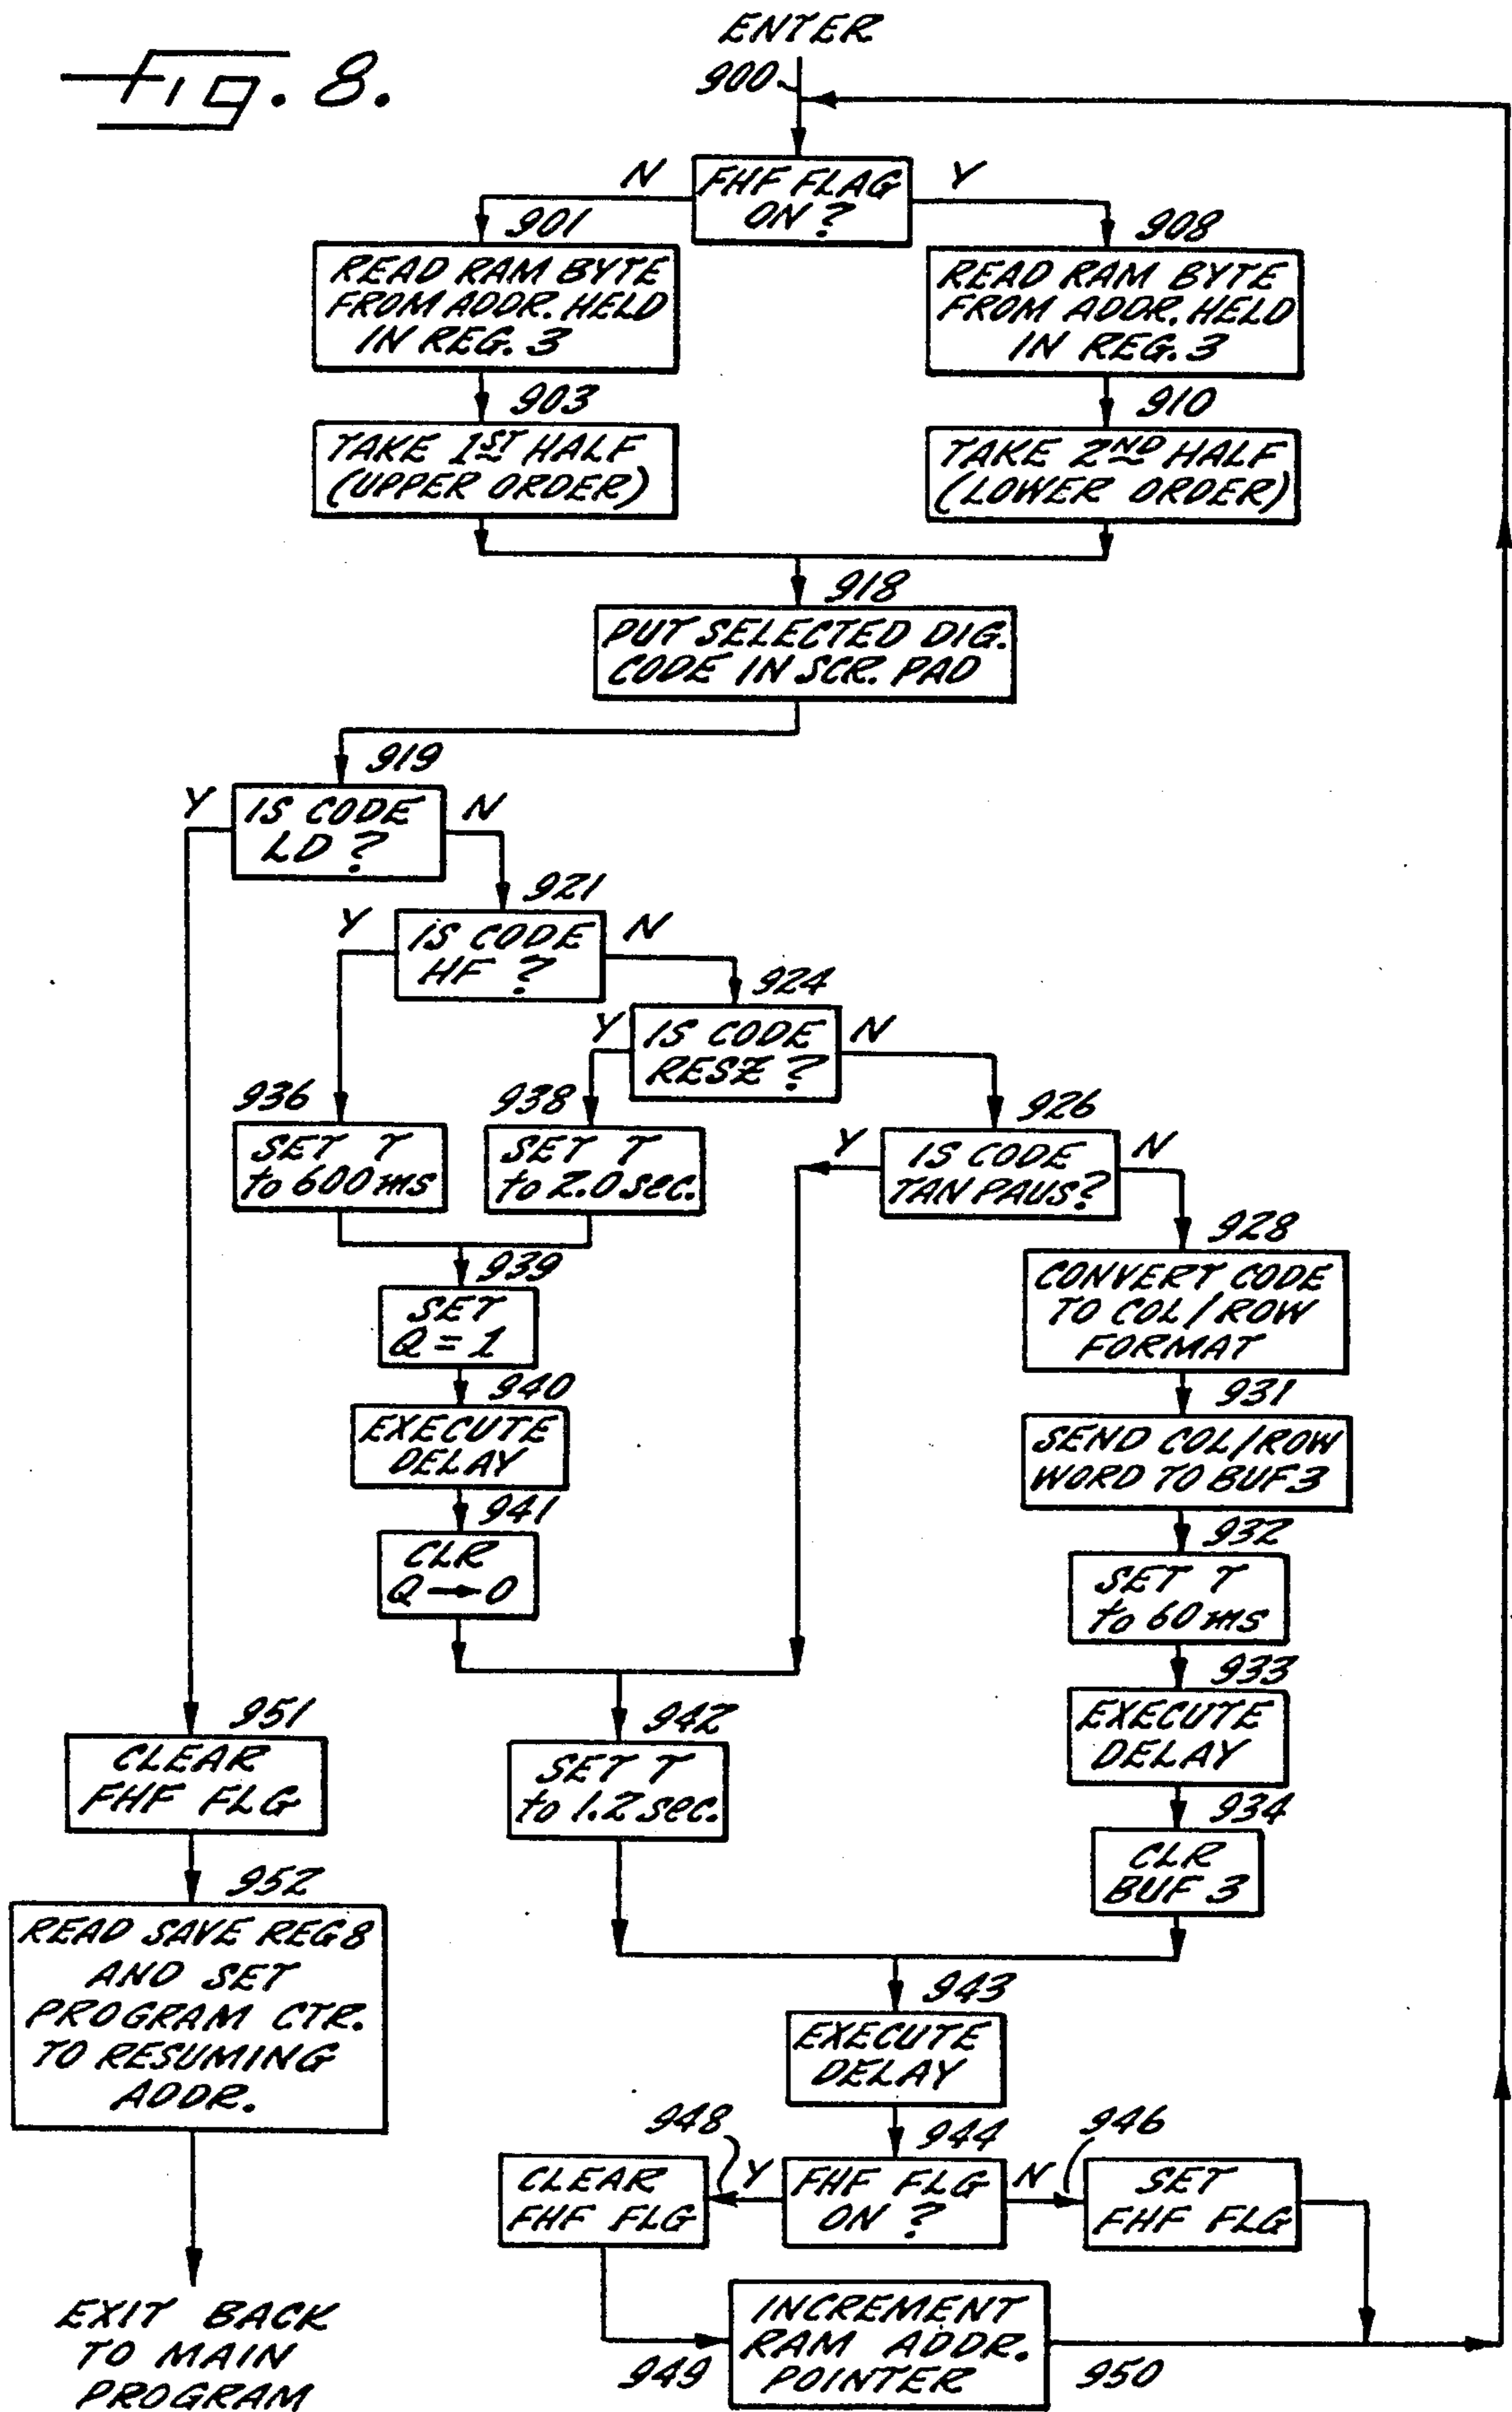 Fig. 8.
ENTER
900
N
FHF FLAG
ON?
Y
901
READ RAM BYTE
FROM ADDR. HELD
IN REG. 3
908
READ RAM BYTE
FROM ADDR. HELD
IN REG. 3
903
TAKE 1ST HALF
(UPPER ORDER)
910
TAKE 2ND HALF
(LOWER ORDER)
918
PUT SELECTED DIG.
CODE IN SCR. PAD
919
Y
IS CODE
LD?
N
921
Y
IS CODE
HF?
N
924
Y
IS CODE
RESZ?
N
926
Y
IS CODE
TAN PAUS?
N
936
SET T
to 600 ms
938
SET T
to 2.0 sec.
928
CONVERT CODE
TO COL/ROW
FORMAT
939
SET
Q = 1
931
SEND COL/ROW
WORD TO BUF 3
940
EXECUTE
DELAY
932
SET T
to 60 ms
941
CLR
Q → 0
933
EXECUTE
DELAY
951
CLEAR
FHF FLG
942
SET T
to 1.2 sec.
934
CLR
BUF 3
952
READ SAVE REG 8
AND SET
PROGRAM CTR.
TO RESUMING
ADDR.
943
EXECUTE
DELAY
948
944
946
CLEAR
FHF FLG
Y
FHF FLG
ON?
N
SET
FHF FLG
949
INCREMENT
RAM ADDR.
POINTER
950
EXIT BACK
TO MAIN
PROGRAM